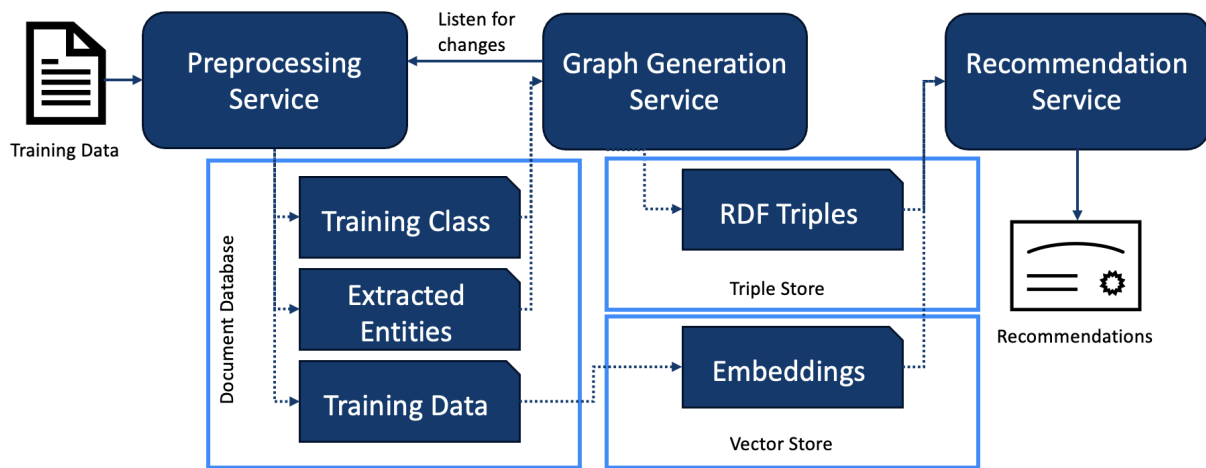 Listen for
changes
Preprocessing
Service
Graph Generation
Service
Recommendation
Service
Training Data
Training Class
Extracted
Entities
Training Data
Document Database
RDF Triples
Triple Store
Embeddings
Vector Store
Recommendations